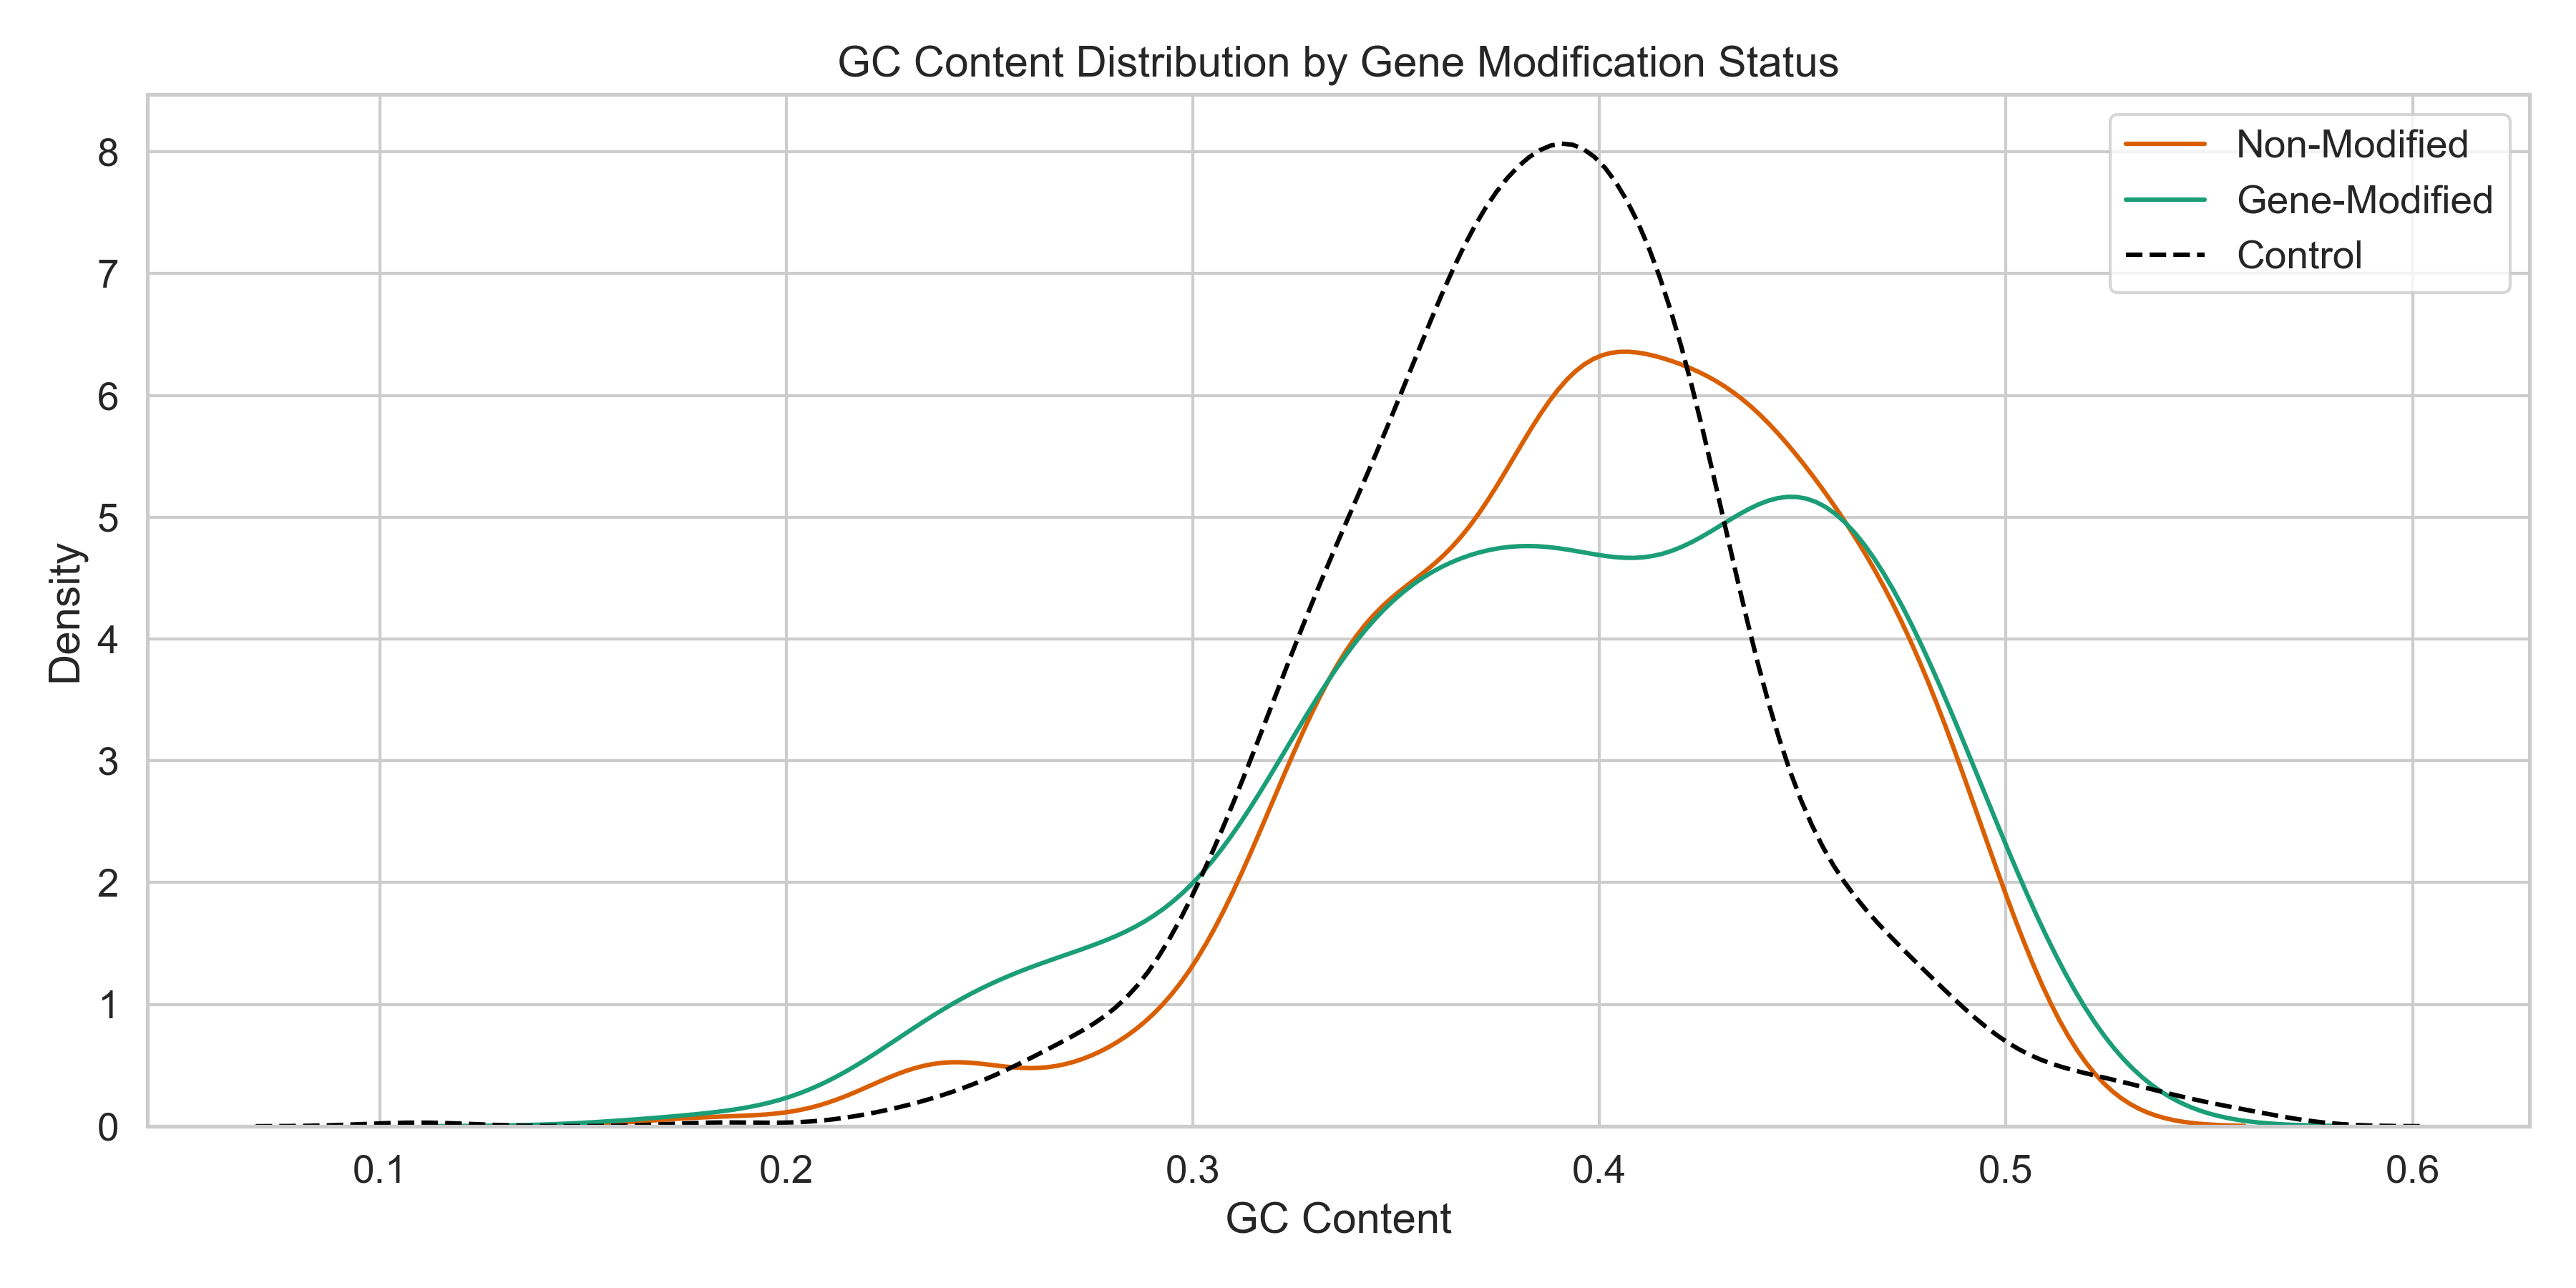 GC Content Distribution by Gene Modification Status
Non-Modified
Gene-Modified
Control
8
7
6
5
4
3
2
1
0
Density
0.1 0.2 0.3 0.4 0.5 0.6
GC Content